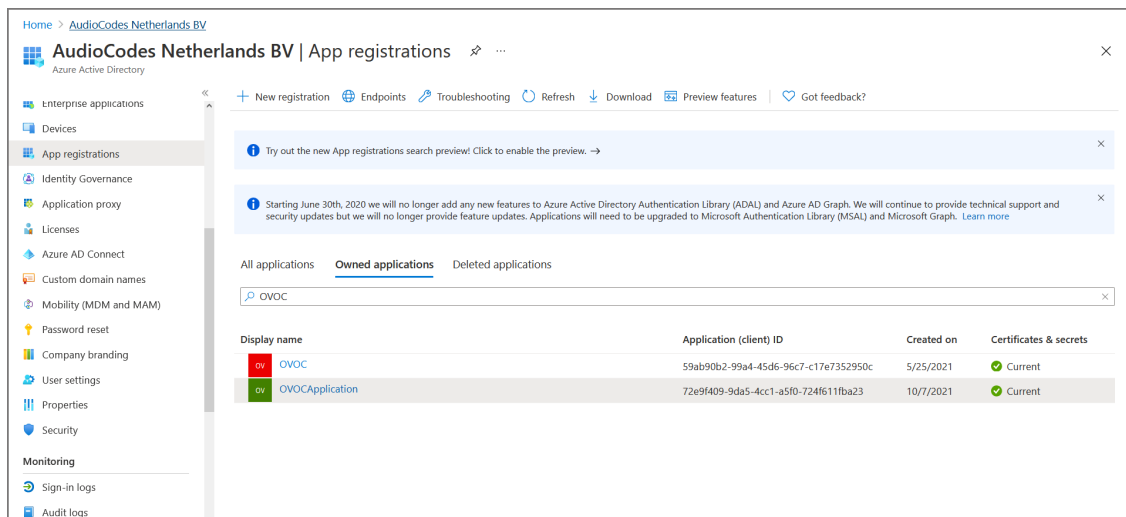 Home > AudioCodes Netherlands BV
AudioCodes Netherlands BV | App registrations
Azure Active Directory
Enterprise applications
Devices
App registrations
Identity Governance
Application proxy
Licenses
Azure AD Connect
Custom domain names
Mobility (MDM and MAM)
Password reset
Company branding
User settings
Properties
Security
Monitoring
Sign-in logs
Audit logs
New registration Endpoints Troubleshooting Refresh Download Preview features Got feedback?
Try out the new App registrations search preview! Click to enable the preview. →
Starting June 30th, 2020 we will no longer add any new features to Azure Active Directory Authentication Library (ADAL) and Azure AD Graph. We will continue to provide technical support and
security updates but we will no longer provide feature updates. Applications will need to be upgraded to Microsoft Authentication Library (MSAL) and Microsoft Graph. Learn more
All applications Owned applications Deleted applications
OVOC
Display name Application (client) ID Created on Certificates & secrets
OV OVOC 59ab90b2-99a4-45d6-96c7-c17e7352950c 5/25/2021 Current
OV OVOCApplication 72e9f409-9da5-4cc1-a5f0-724f611fba23 10/7/2021 Current